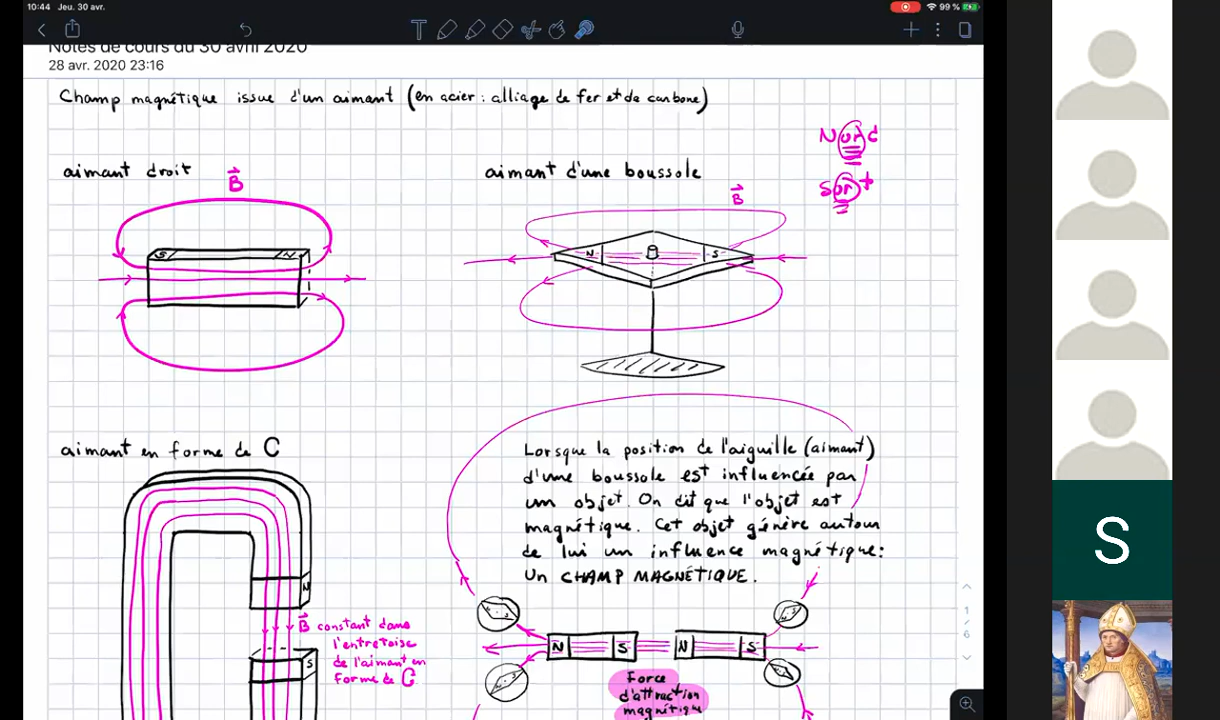 10:44 Jeu. 30 avr.
99 %
Notes de cours du 30 avril 2020
28 avr. 2020 23:16
Champ magnétique issue d'un aimant (en acier : alliage de fer et de carbone)
Nord
Sort
aimant droit
B
S N
aimant d'une boussole
B
N S
aimant en forme de C
N
B constant dans
l'entretoise
de l'aimant en
forme de C
S
Lorsque la position de l'aiguille (aimant)
d'une boussole est influencée par
un objet. On dit que l'objet est
magnétique. Cet objet génère autour
de lui un influence magnétique:
Un CHAMP MAGNÉTIQUE.
N S N S
Force
d'attraction
magnétique
1
6
S